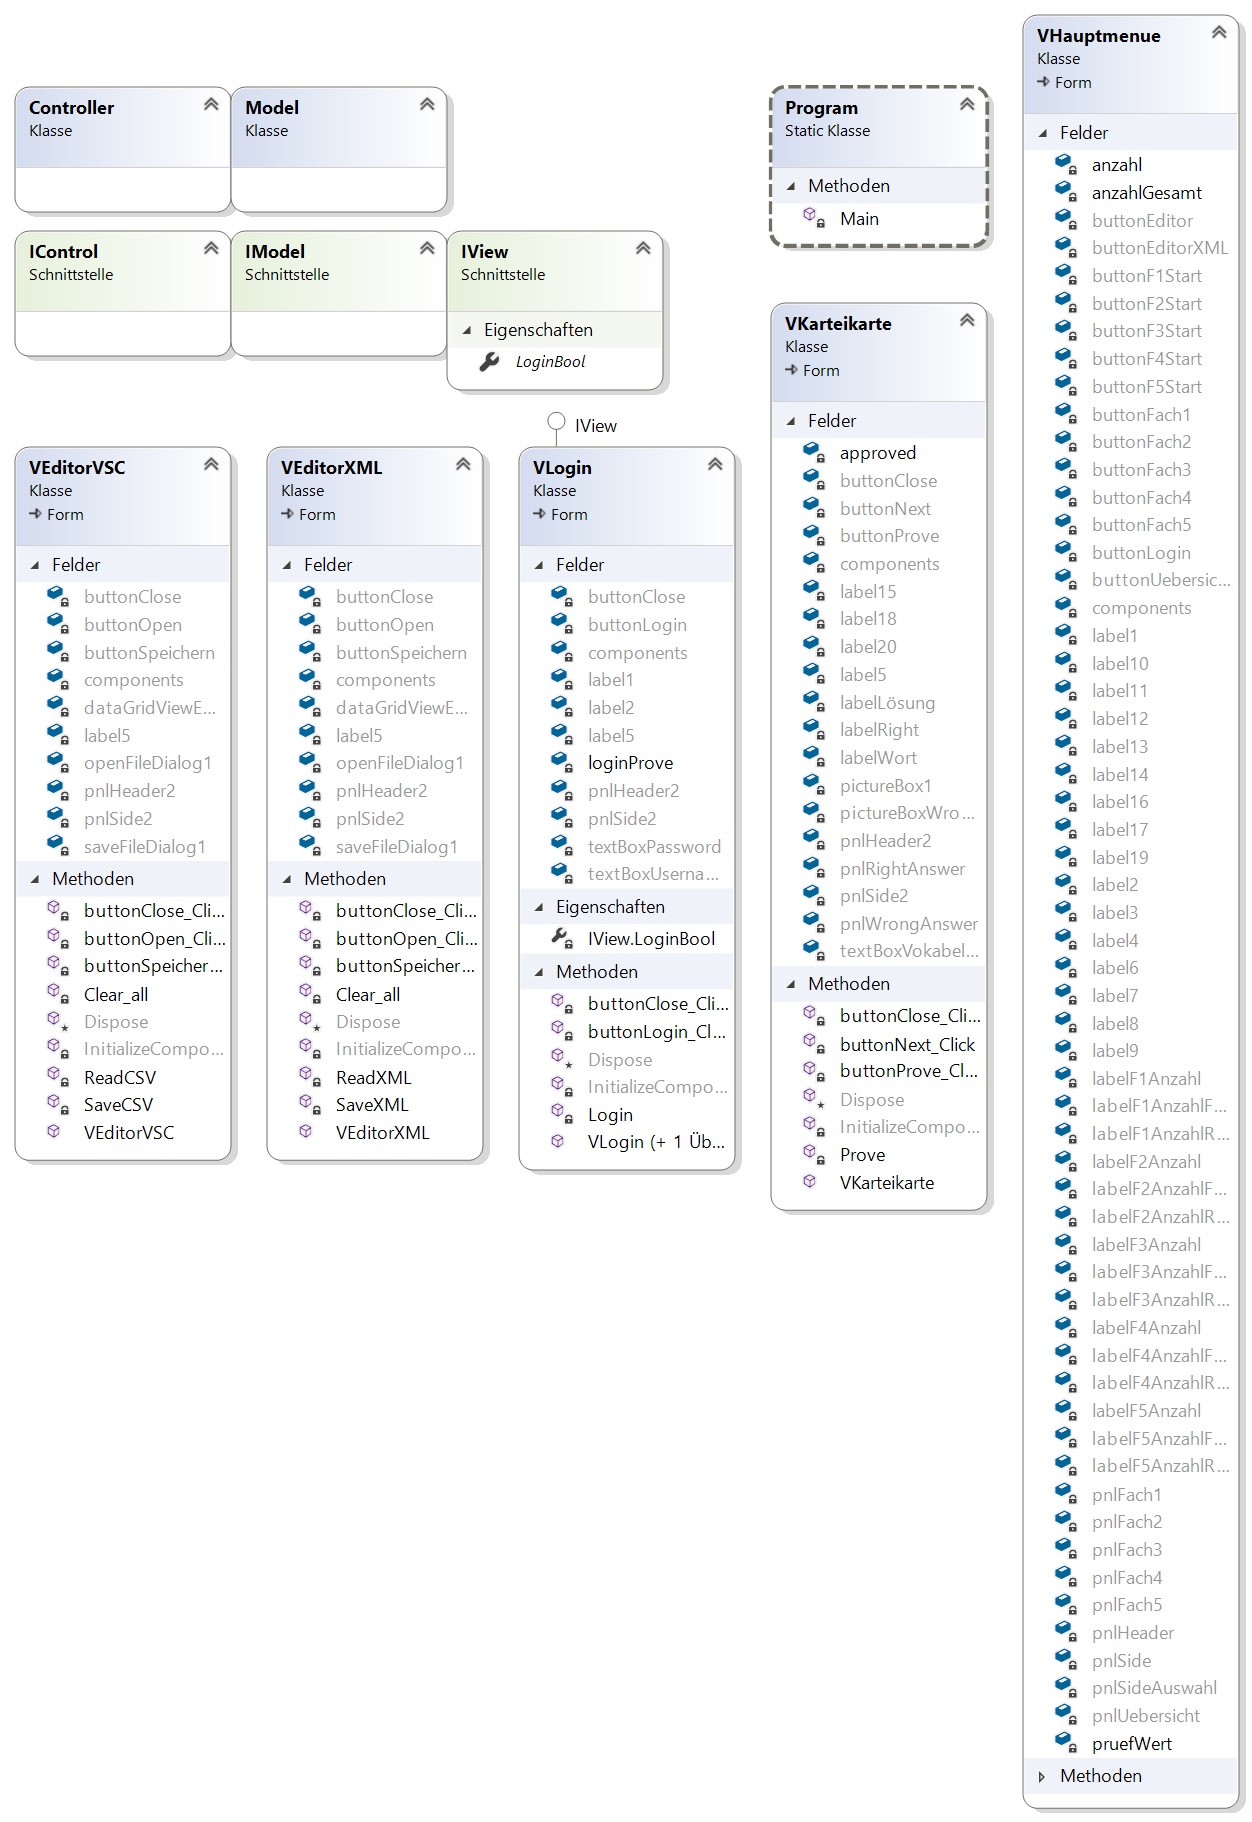 Controller
Klasse
Model
Klasse
IControl
Schnittstelle
IModel
Schnittstelle
IView
Schnittstelle
Eigenschaften
LoginBool
Program
Static Klasse
Methoden
Main
VEditorVSC
Klasse
Form
Felder
buttonClose
buttonOpen
buttonSpeichern
components
dataGridViewE...
label5
openFileDialog1
pnlHeader2
pnlSide2
saveFileDialog1
Methoden
buttonClose_Cli...
buttonOpen_Cli...
buttonSpeicher...
Clear_all
Dispose
InitializeCompo...
ReadCSV
SaveCSV
VEditorVSC
VEditorXML
Klasse
Form
Felder
buttonClose
buttonOpen
buttonSpeichern
components
dataGridViewE...
label5
openFileDialog1
pnlHeader2
pnlSide2
saveFileDialog1
Methoden
buttonClose_Cli...
buttonOpen_Cli...
buttonSpeicher...
Clear_all
Dispose
InitializeCompo...
ReadXML
SaveXML
VEditorXML
IView
VLogin
Klasse
Form
Felder
buttonClose
buttonLogin
components
label1
label2
label5
loginProve
pnlHeader2
pnlSide2
textBoxPassword
textBoxUserna...
Eigenschaften
IView.LoginBool
Methoden
buttonClose_Cli...
buttonLogin_Cl...
Dispose
InitializeCompo...
Login
VLogin (+ 1 Üb...
VKarteikarte
Klasse
Form
Felder
approved
buttonClose
buttonNext
buttonProve
components
label15
label18
label20
label5
labelLösung
labelRight
labelWort
pictureBox1
pictureBoxWro...
pnlHeader2
pnlRightAnswer
pnlSide2
pnlWrongAnswer
textBoxVokabel...
Methoden
buttonClose_Cli...
buttonNext_Click
buttonProve_Cl...
Dispose
InitializeCompo...
Prove
VKarteikarte
VHauptmenue
Klasse
Form
Felder
anzahl
anzahlGesamt
buttonEditor
buttonEditorXML
buttonF1Start
buttonF2Start
buttonF3Start
buttonF4Start
buttonF5Start
buttonFach1
buttonFach2
buttonFach3
buttonFach4
buttonFach5
buttonLogin
buttonUebersic...
components
label1
label10
label11
label12
label13
label14
label16
label17
label19
label2
label3
label4
label6
label7
label8
label9
labelF1Anzahl
labelF1AnzahlF...
labelF1AnzahlR...
labelF2Anzahl
labelF2AnzahlF...
labelF2AnzahlR...
labelF3Anzahl
labelF3AnzahlF...
labelF3AnzahlR...
labelF4Anzahl
labelF4AnzahlF...
labelF4AnzahlR...
labelF5Anzahl
labelF5AnzahlF...
labelF5AnzahlR...
pnlFach1
pnlFach2
pnlFach3
pnlFach4
pnlFach5
pnlHeader
pnlSide
pnlSideAuswahl
pnlUebersicht
pruefWert
Methoden